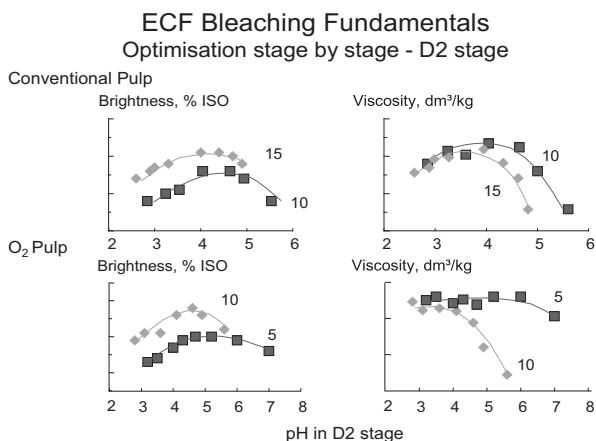 ECF Bleaching Fundamentals
Optimisation stage by stage - D2 stage
Conventional Pulp
Brightness, % ISO
Viscosity, dm³/kg
15
10
10
15
2 3 4 5 6
2 3 4 5 6
O₂ Pulp
Brightness, % ISO
Viscosity, dm³/kg
10
5
5
10
2 3 4 5 6 7 8
2 3 4 5 6 7 8
pH in D2 stage